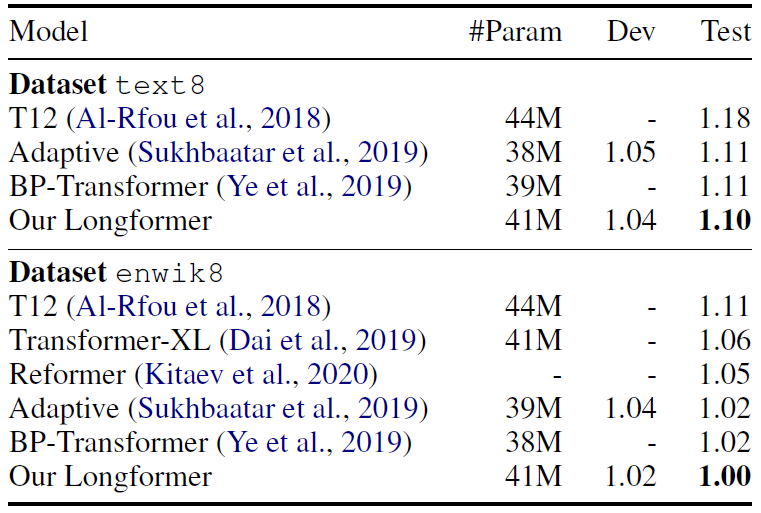 Model #Param Dev Test
Dataset text8
T12 (Al-Rfou et al., 2018) 44M - 1.18
Adaptive (Sukhbaatar et al., 2019) 38M 1.05 1.11
BP-Transformer (Ye et al., 2019) 39M - 1.11
Our Longformer 41M 1.04 1.10
Dataset enwik8
T12 (Al-Rfou et al., 2018) 44M - 1.11
Transformer-XL (Dai et al., 2019) 41M - 1.06
Reformer (Kitaev et al., 2020) - - 1.05
Adaptive (Sukhbaatar et al., 2019) 39M 1.04 1.02
BP-Transformer (Ye et al., 2019) 38M - 1.02
Our Longformer 41M 1.02 1.00